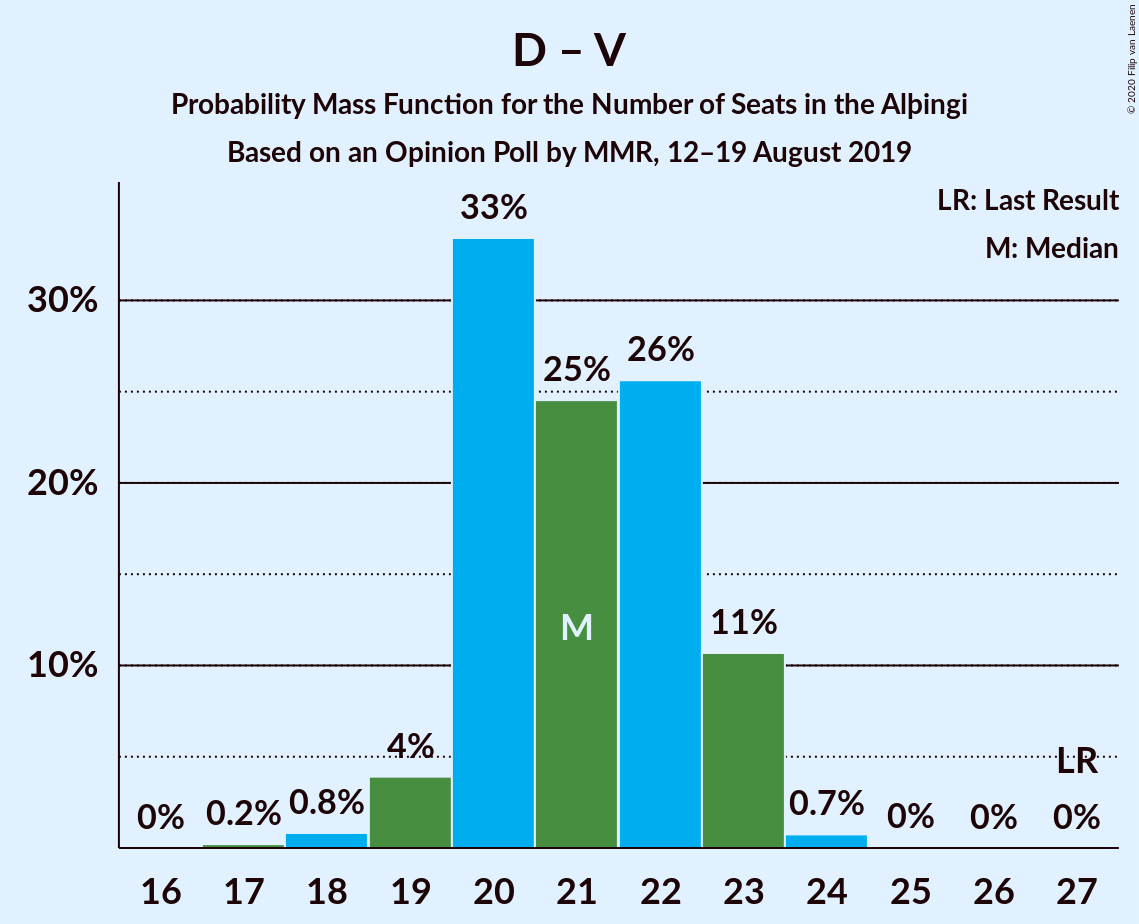 D – V
Probability Mass Function for the Number of Seats in the Alþingi
Based on an Opinion Poll by MMR, 12–19 August 2019
© 2020 Filip van Laenen
LR: Last Result
M: Median
30%
20%
10%
0%
0.2%
0.8%
4%
33%
25%
26%
11%
0.7%
0%
0%
0%
M
LR
16 17 18 19 20 21 22 23 24 25 26 27